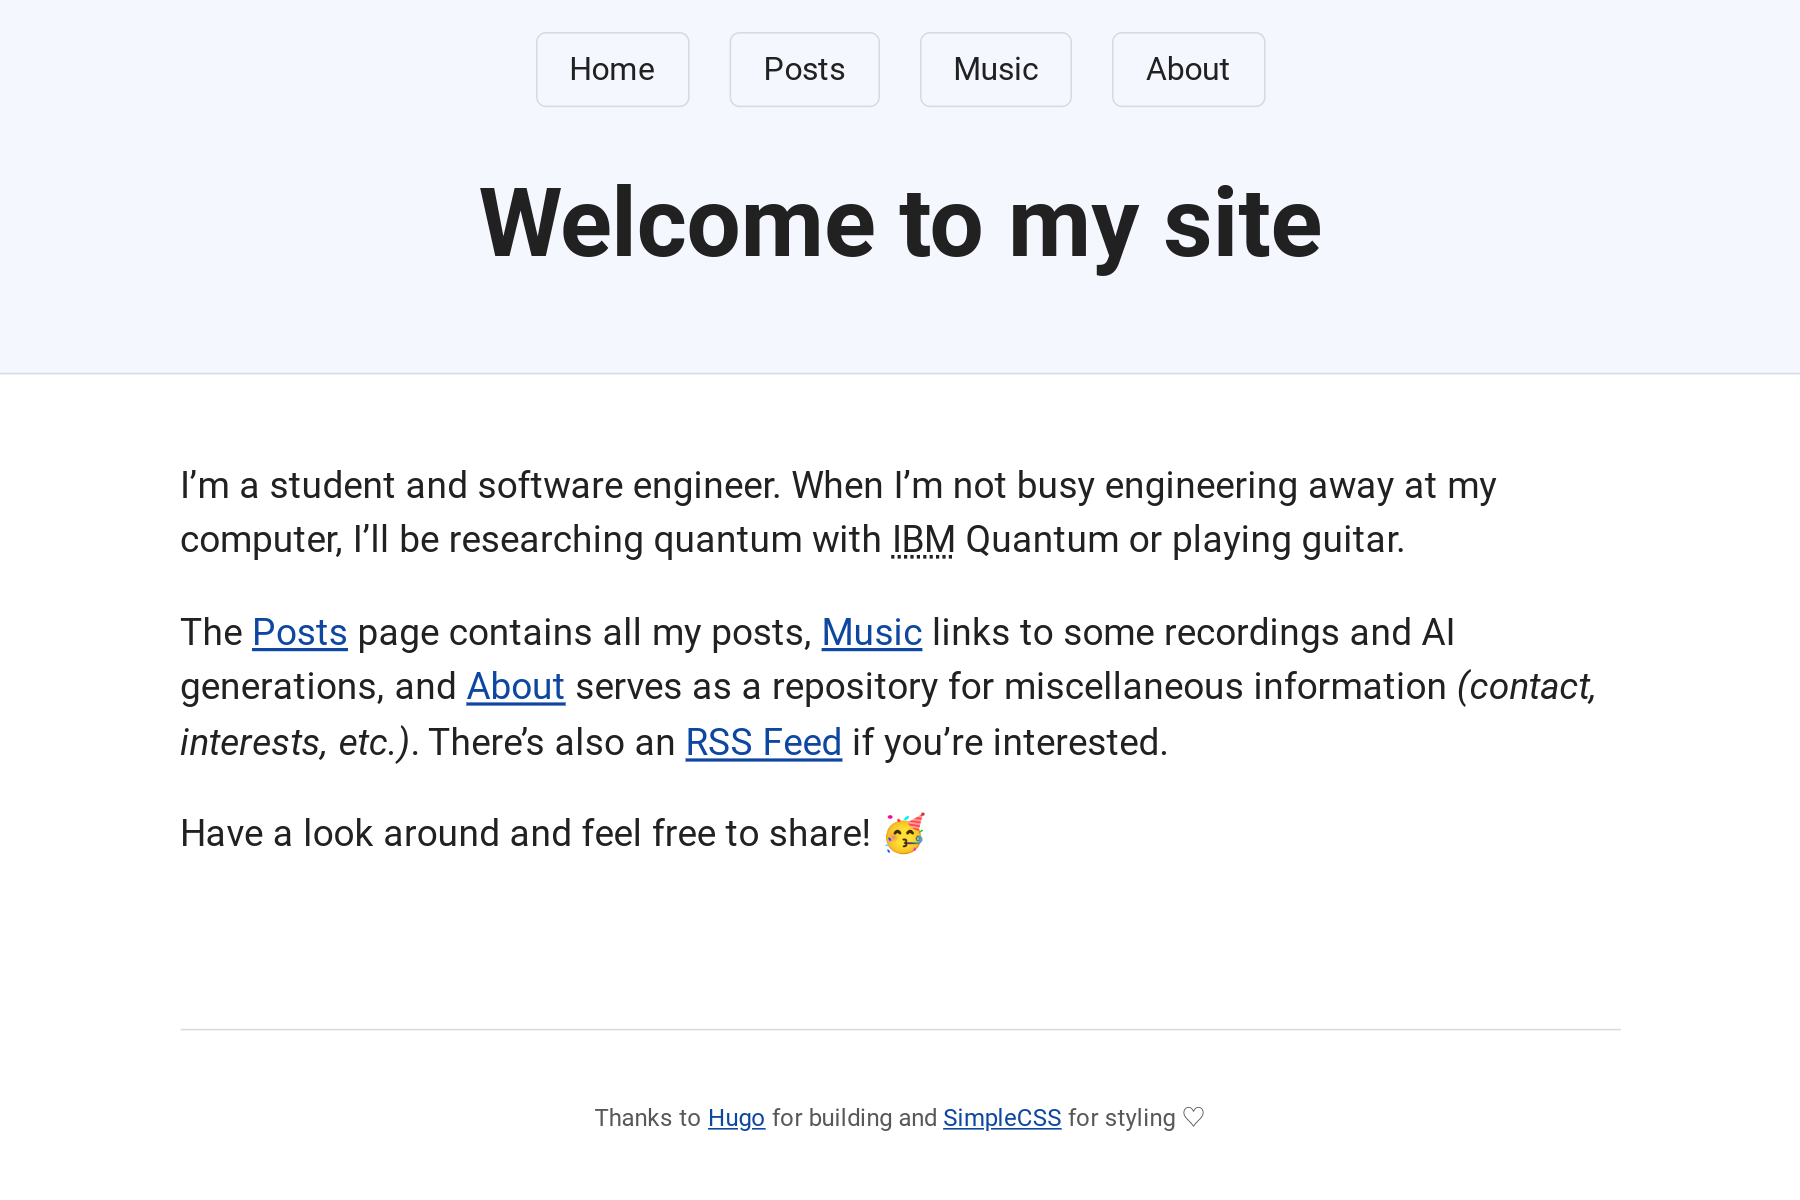 Home Posts Music About
Welcome to my site
I’m a student and software engineer. When I’m not busy engineering away at my
computer, I’ll be researching quantum with IBM Quantum or playing guitar.
The Posts page contains all my posts, Music links to some recordings and AI
generations, and About serves as a repository for miscellaneous information (contact,
interests, etc.). There’s also an RSS Feed if you’re interested.
Have a look around and feel free to share! 🥳
Thanks to Hugo for building and SimpleCSS for styling ♡